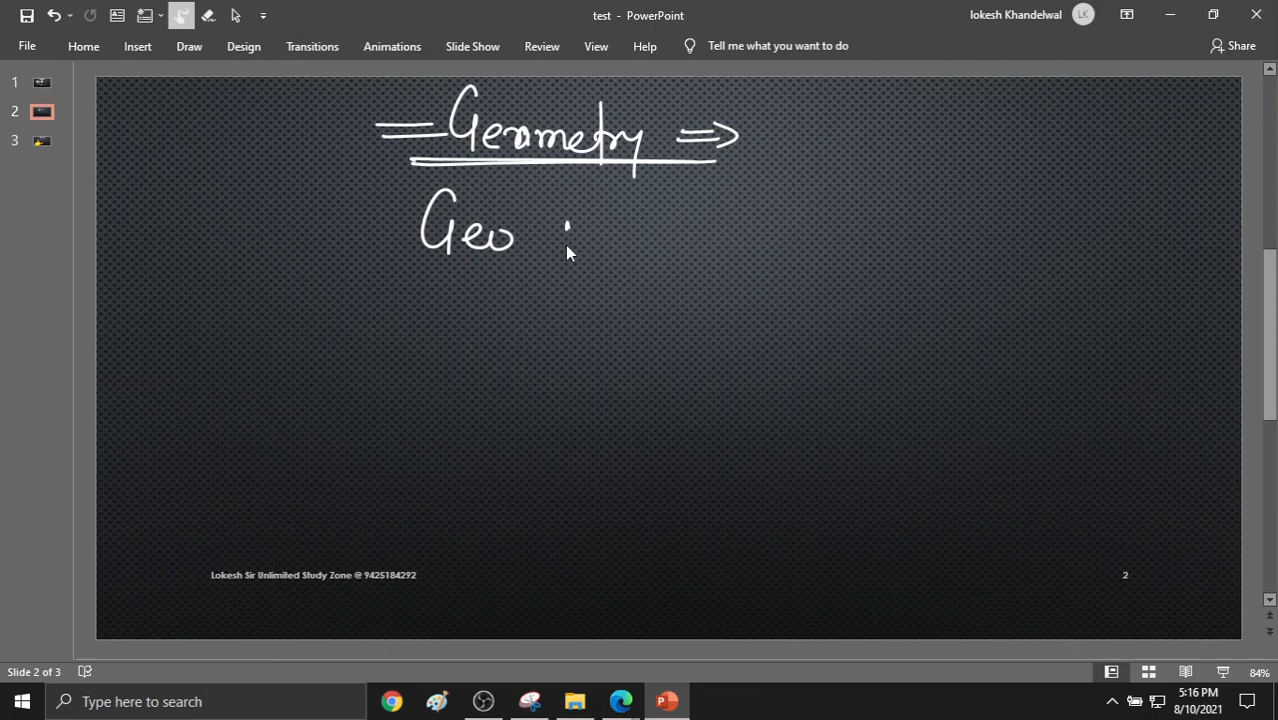 test - PowerPoint
lokesh Khandelwal
LK
File Home Insert Draw Design Transitions Animations Slide Show Review View Help Tell me what you want to do Share
1
2
3
= Geometry =>
Geo :
Lokesh Sir Unlimited Study Zone @ 9425184292
2
Slide 2 of 3
84%
Type here to search
5:16 PM
8/10/2021